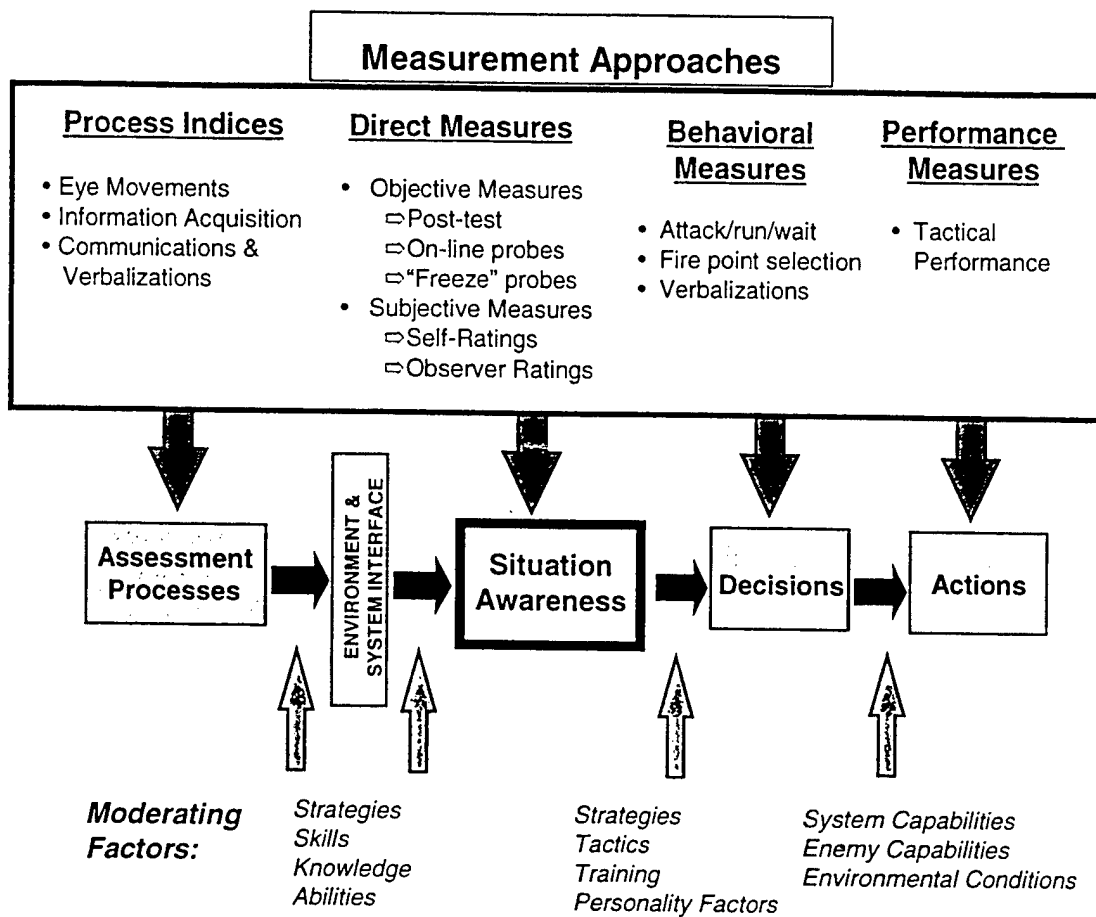 Measurement Approaches
Process Indices
• Eye Movements
• Information Acquisition
• Communications &
Verbalizations
Direct Measures
• Objective Measures
⇨Post-test
⇨On-line probes
⇨"Freeze" probes
• Subjective Measures
⇨Self-Ratings
⇨Observer Ratings
Behavioral
Measures
• Attack/run/wait
• Fire point selection
• Verbalizations
Performance
Measures
• Tactical
Performance
Assessment
Processes
ENVIRONMENT &
SYSTEM INTERFACE
Situation
Awareness
Decisions
Actions
Moderating
Factors:
Strategies
Skills
Knowledge
Abilities
Strategies
Tactics
Training
Personality Factors
System Capabilities
Enemy Capabilities
Environmental Conditions